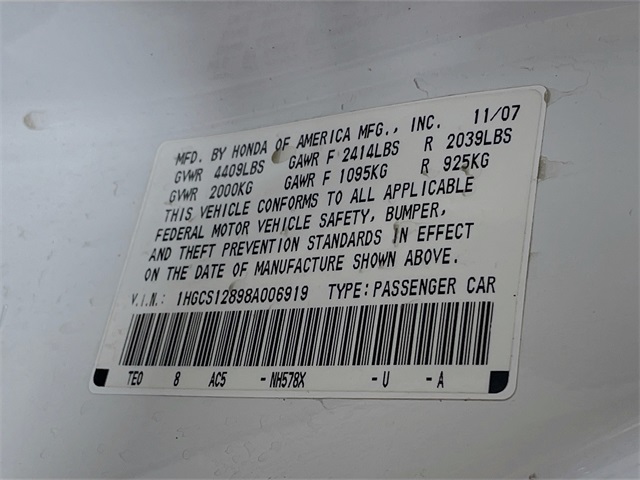 MFD. BY HONDA OF AMERICA MFG., INC. 11/07
GVWR 4409LBS GAWR F 2414LBS R 2039LBS
GVWR 2000KG GAWR F 1095KG R 925KG
THIS VEHICLE CONFORMS TO ALL APPLICABLE
FEDERAL MOTOR VEHICLE SAFETY, BUMPER,
AND THEFT PREVENTION STANDARDS IN EFFECT
ON THE DATE OF MANUFACTURE SHOWN ABOVE.
V.I.N.: 1HGCS12898A006919 TYPE:PASSENGER CAR
TE0 8 AC5 -NH578X -U -A